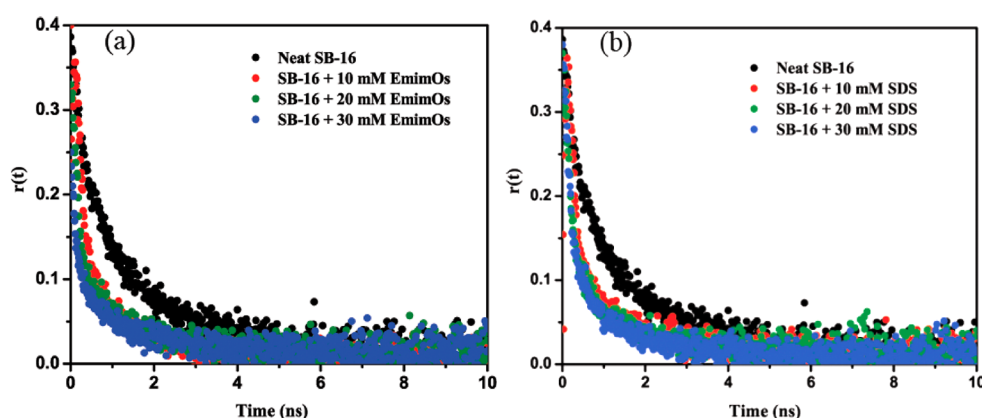 (a)
Neat SB-16
SB-16 + 10 mM EmimOs
SB-16 + 20 mM EmimOs
SB-16 + 30 mM EmimOs
r(t)
0.4
0.3
0.2
0.1
0.0
0 2 4 6 8 10
Time (ns)
(b)
Neat SB-16
SB-16 + 10 mM SDS
SB-16 + 20 mM SDS
SB-16 + 30 mM SDS
r(t)
0.4
0.3
0.2
0.1
0.0
0 2 4 6 8 10
Time (ns)